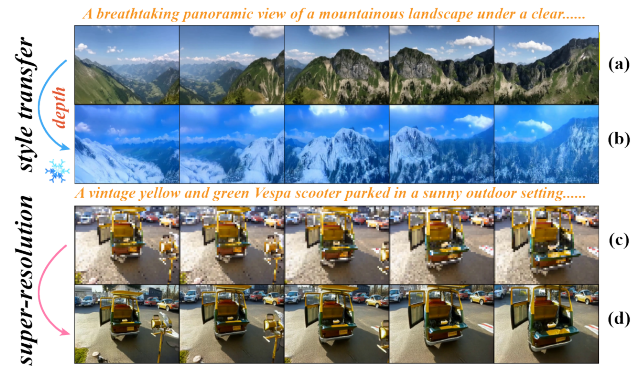 A breathtaking panoramic view of a mountainous landscape under a clear......
style transfer
depth
(a)
(b)
A vintage yellow and green Vespa scooter parked in a sunny outdoor setting......
super-resolution
(c)
(d)